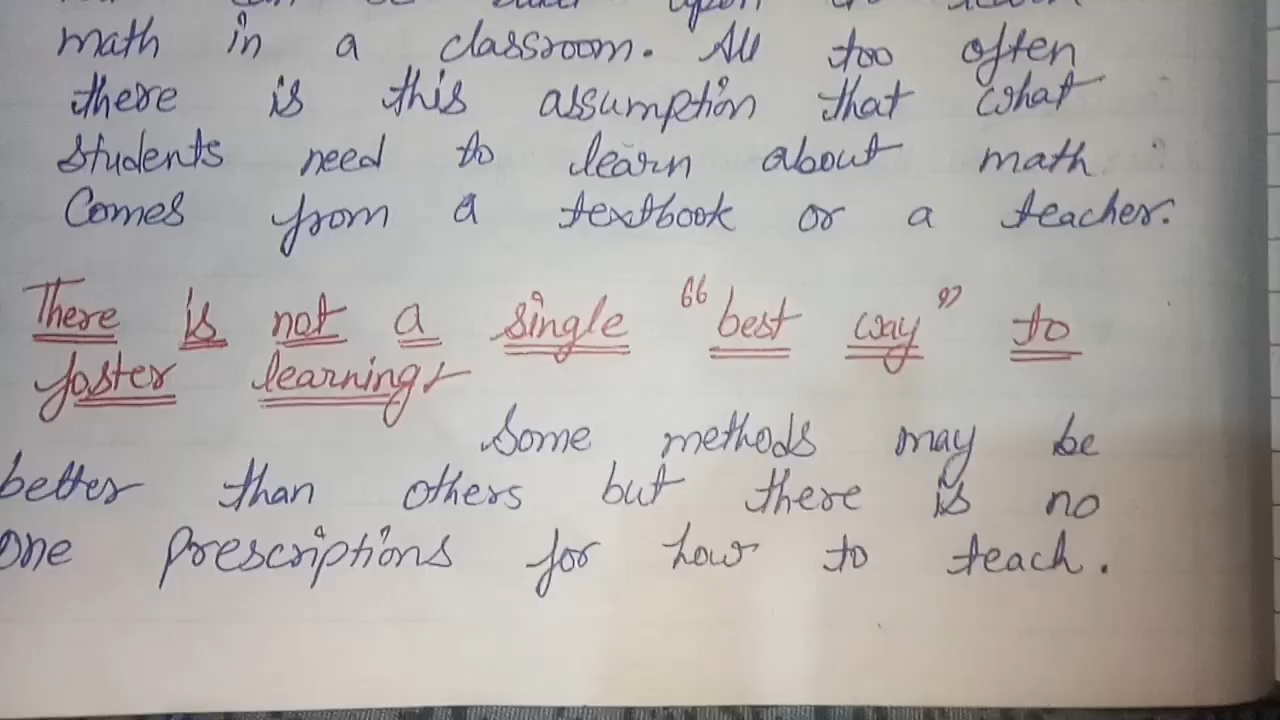 math in a classroom. All too often
there is this assumption that what
students need to learn about math
Comes from a textbook or a teacher.
There is not a single "best way" to
foster learning:-
Some methods may be
better than others but there is no
one prescriptions for how to teach.